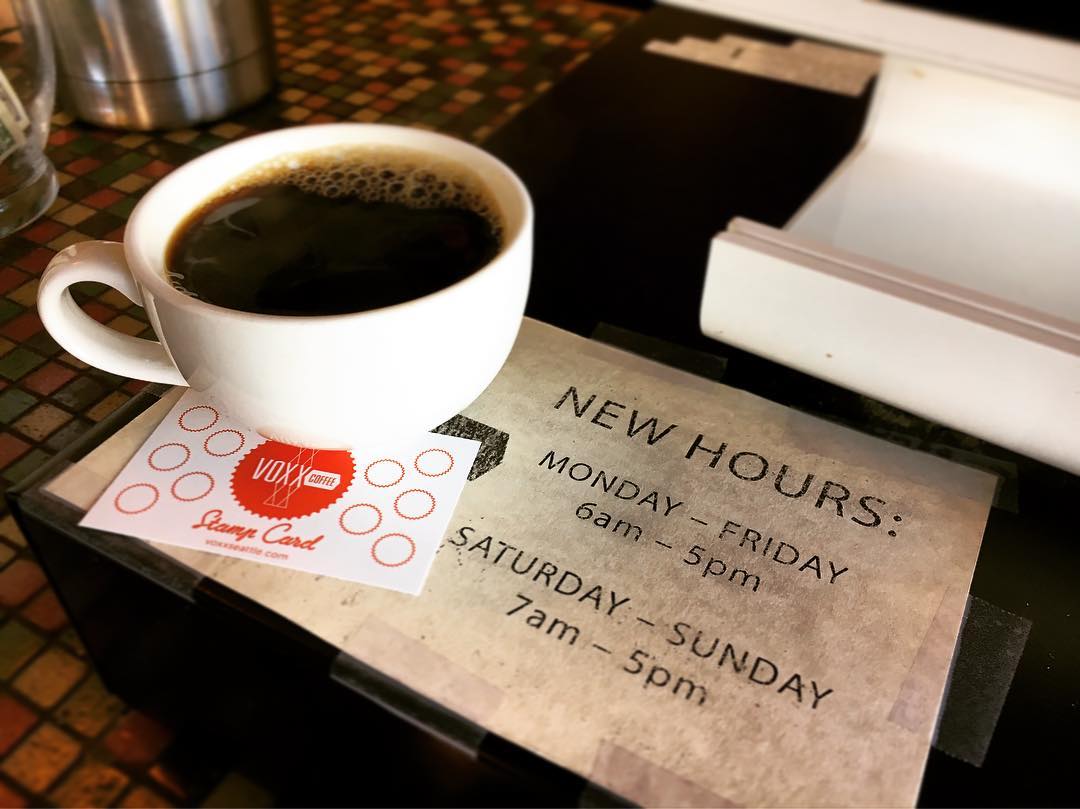 VOXX
COFFEE
Stamp Card
voxxseattle.com
NEW HOURS:
MONDAY – FRIDAY
6am – 5pm
SATURDAY – SUNDAY
7am – 5pm